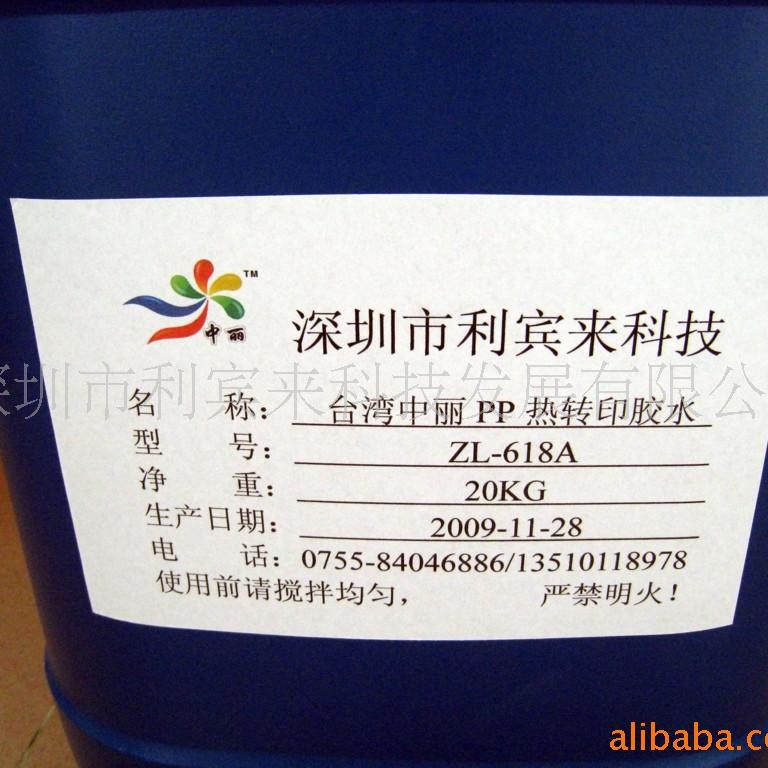 TM
中丽
深圳市利宾来科技
深圳市利宾来科技发展有限公
名 称： 台湾中丽 PP 热转印胶水
型 号： ZL-618A
净 重： 20KG
生产日期： 2009-11-28
电 话： 0755-84046886/13510118978
使用前请搅拌均匀， 严禁明火！
alibaba.c